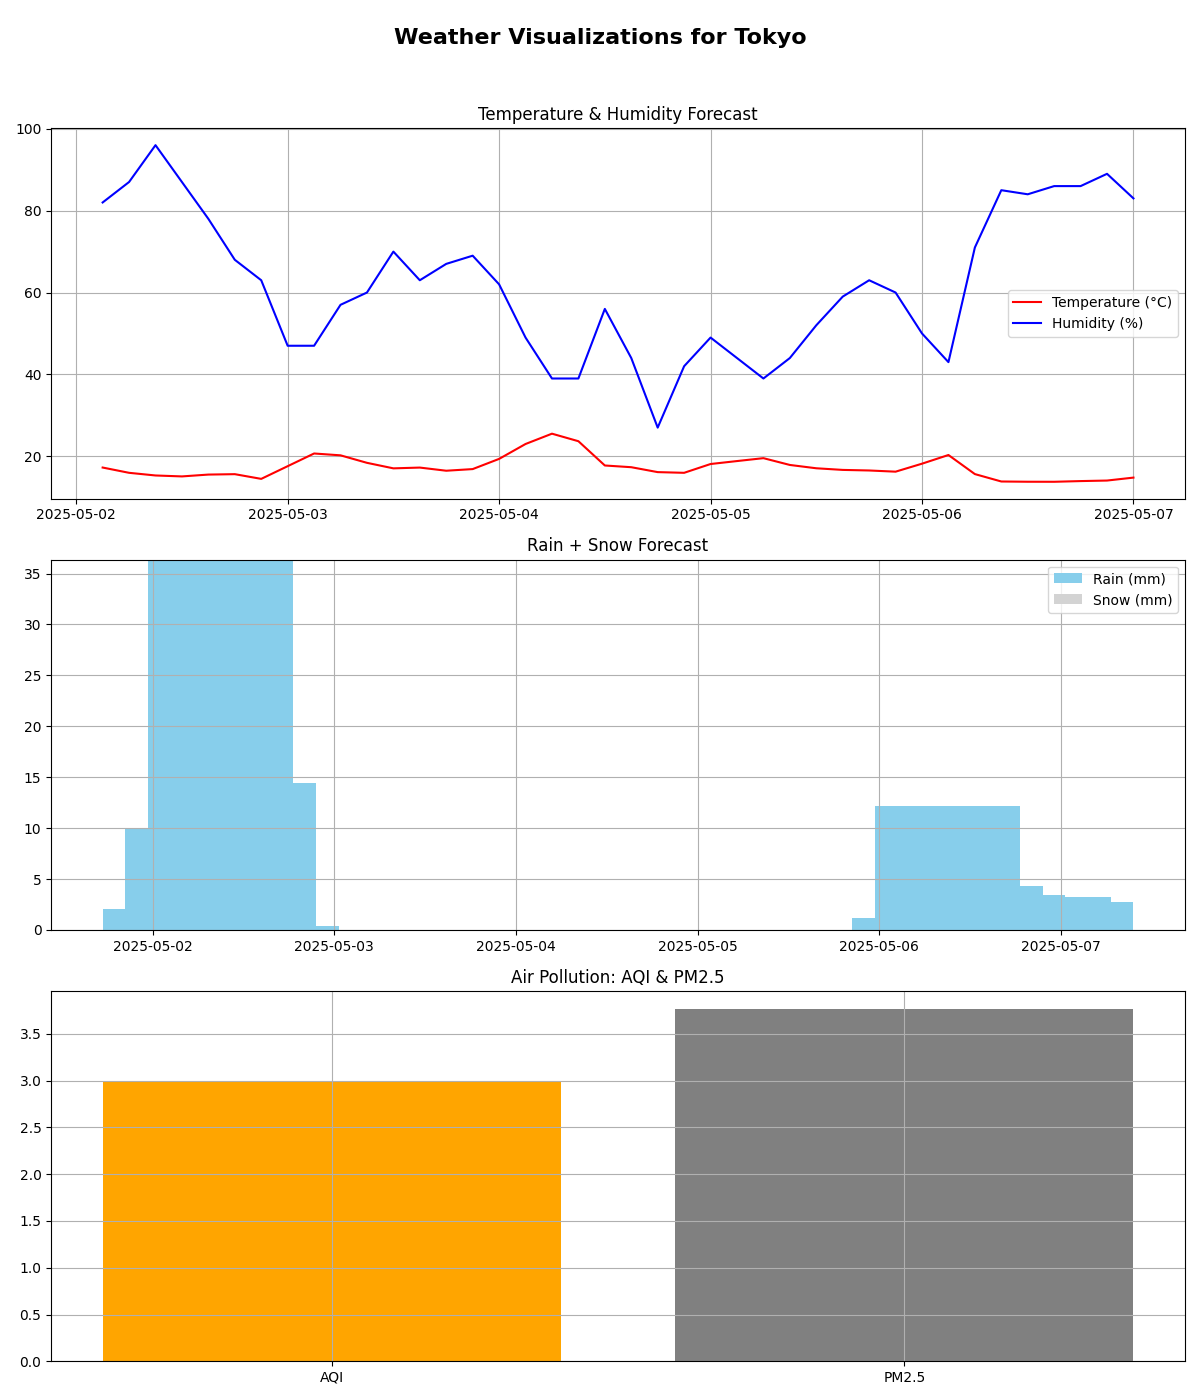 Weather Visualizations for Tokyo
Temperature & Humidity Forecast
100
80
60
40
20
Temperature (°C)
Humidity (%)
2025-05-02 2025-05-03 2025-05-04 2025-05-05 2025-05-06 2025-05-07
Rain + Snow Forecast
35
30
25
20
15
10
5
0
Rain (mm)
Snow (mm)
2025-05-02 2025-05-03 2025-05-04 2025-05-05 2025-05-06 2025-05-07
Air Pollution: AQI & PM2.5
3.5
3.0
2.5
2.0
1.5
1.0
0.5
0.0
AQI PM2.5